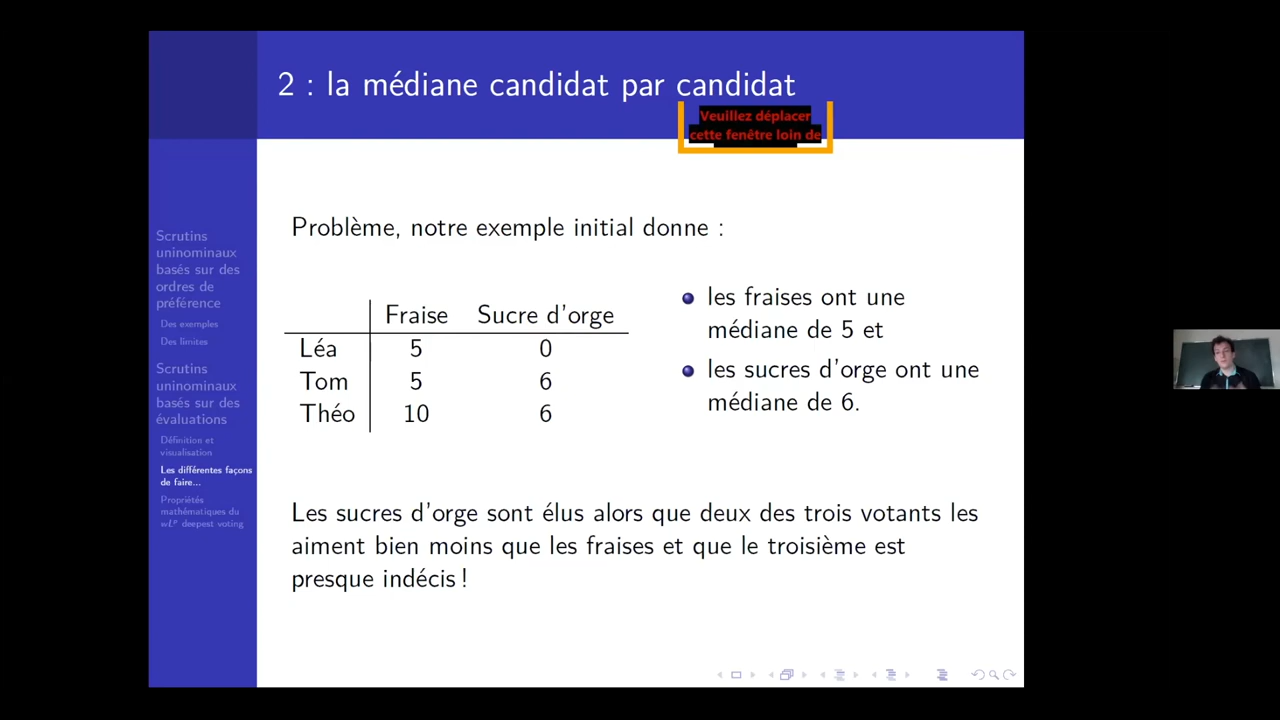 2 : la médiane candidat par candidat
Veuillez déplacer
cette fenêtre loin de
Scrutins
uninominaux
basés sur des
ordres de
préférence
Des exemples
Des limites
Scrutins
uninominaux
basés sur des
évaluations
Définition et
visualisation
Les différentes façons
de faire...
Propriétés
mathématiques du
wLᵖ deepest voting
Problème, notre exemple initial donne :
Fraise Sucre d'orge
Léa 5 0
Tom 5 6
Théo 10 6
les fraises ont une
médiane de 5 et
les sucres d'orge ont une
médiane de 6.
Les sucres d'orge sont élus alors que deux des trois votants les
aiment bien moins que les fraises et que le troisième est
presque indécis !